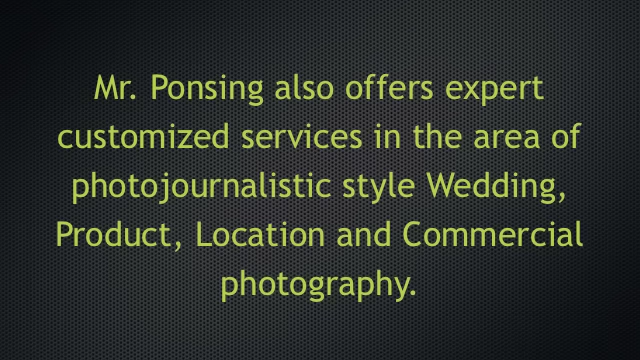 Mr. Ponsing also offers expert
customized services in the area of
photojournalistic style Wedding,
Product, Location and Commercial
photography.